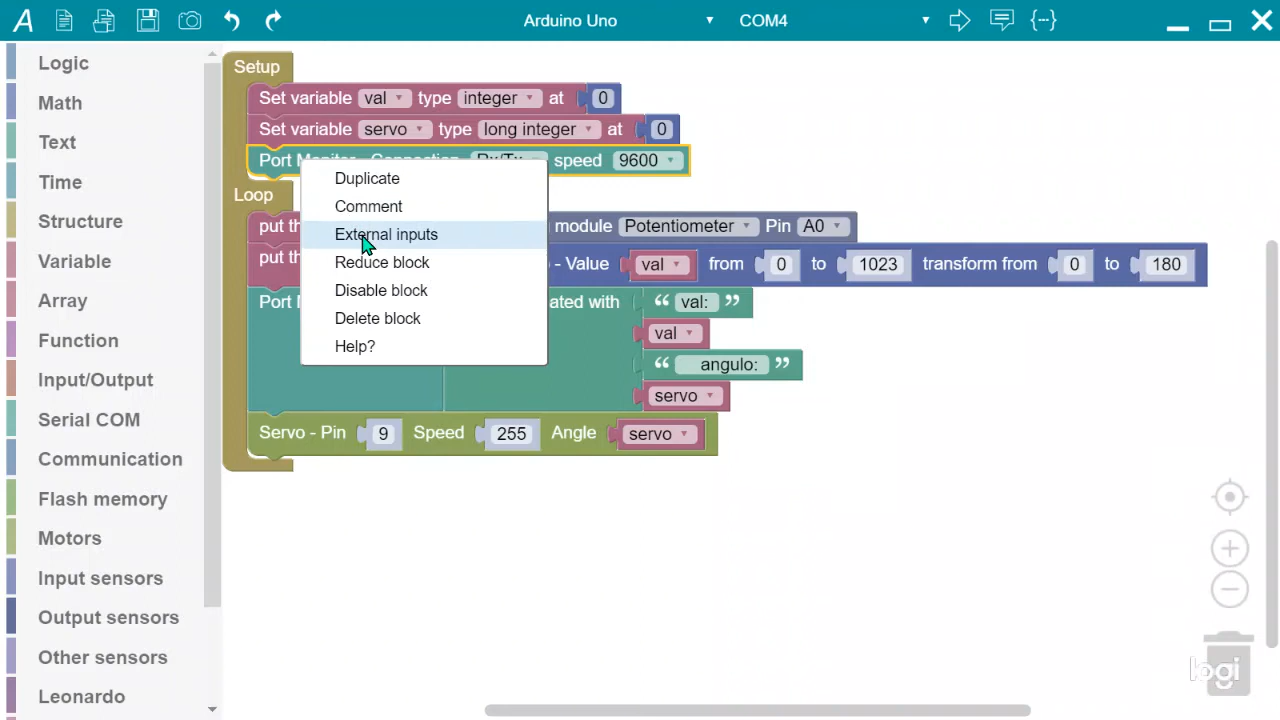 A Arduino Uno COM4
Logic
Math
Text
Time
Structure
Variable
Array
Function
Input/Output
Serial COM
Communication
Flash memory
Motors
Input sensors
Output sensors
Other sensors
Leonardo
Setup
Set variable val type integer at 0
Set variable servo type long integer at 0
Port Monitor - Connection Rx/Tx speed 9600
Duplicate
Comment
External inputs
Reduce block
Disable block
Delete block
Help?
Loop
put th module Potentiometer Pin A0
put th - Value val from 0 to 1023 transform from 0 to 180
Port M ated with “ val: ”
val
“ angulo: ”
servo
Servo - Pin 9 Speed 255 Angle servo
logi